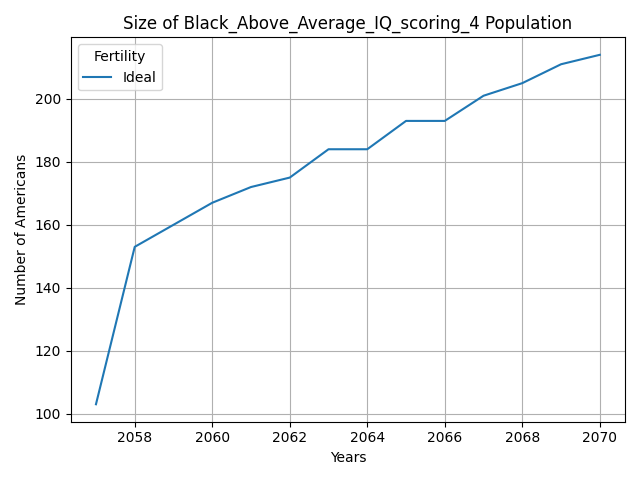 Size of Black_Above_Average_IQ_scoring_4 Population
Fertility
Ideal
Number of Americans
200
180
160
140
120
100
2058 2060 2062 2064 2066 2068 2070
Years